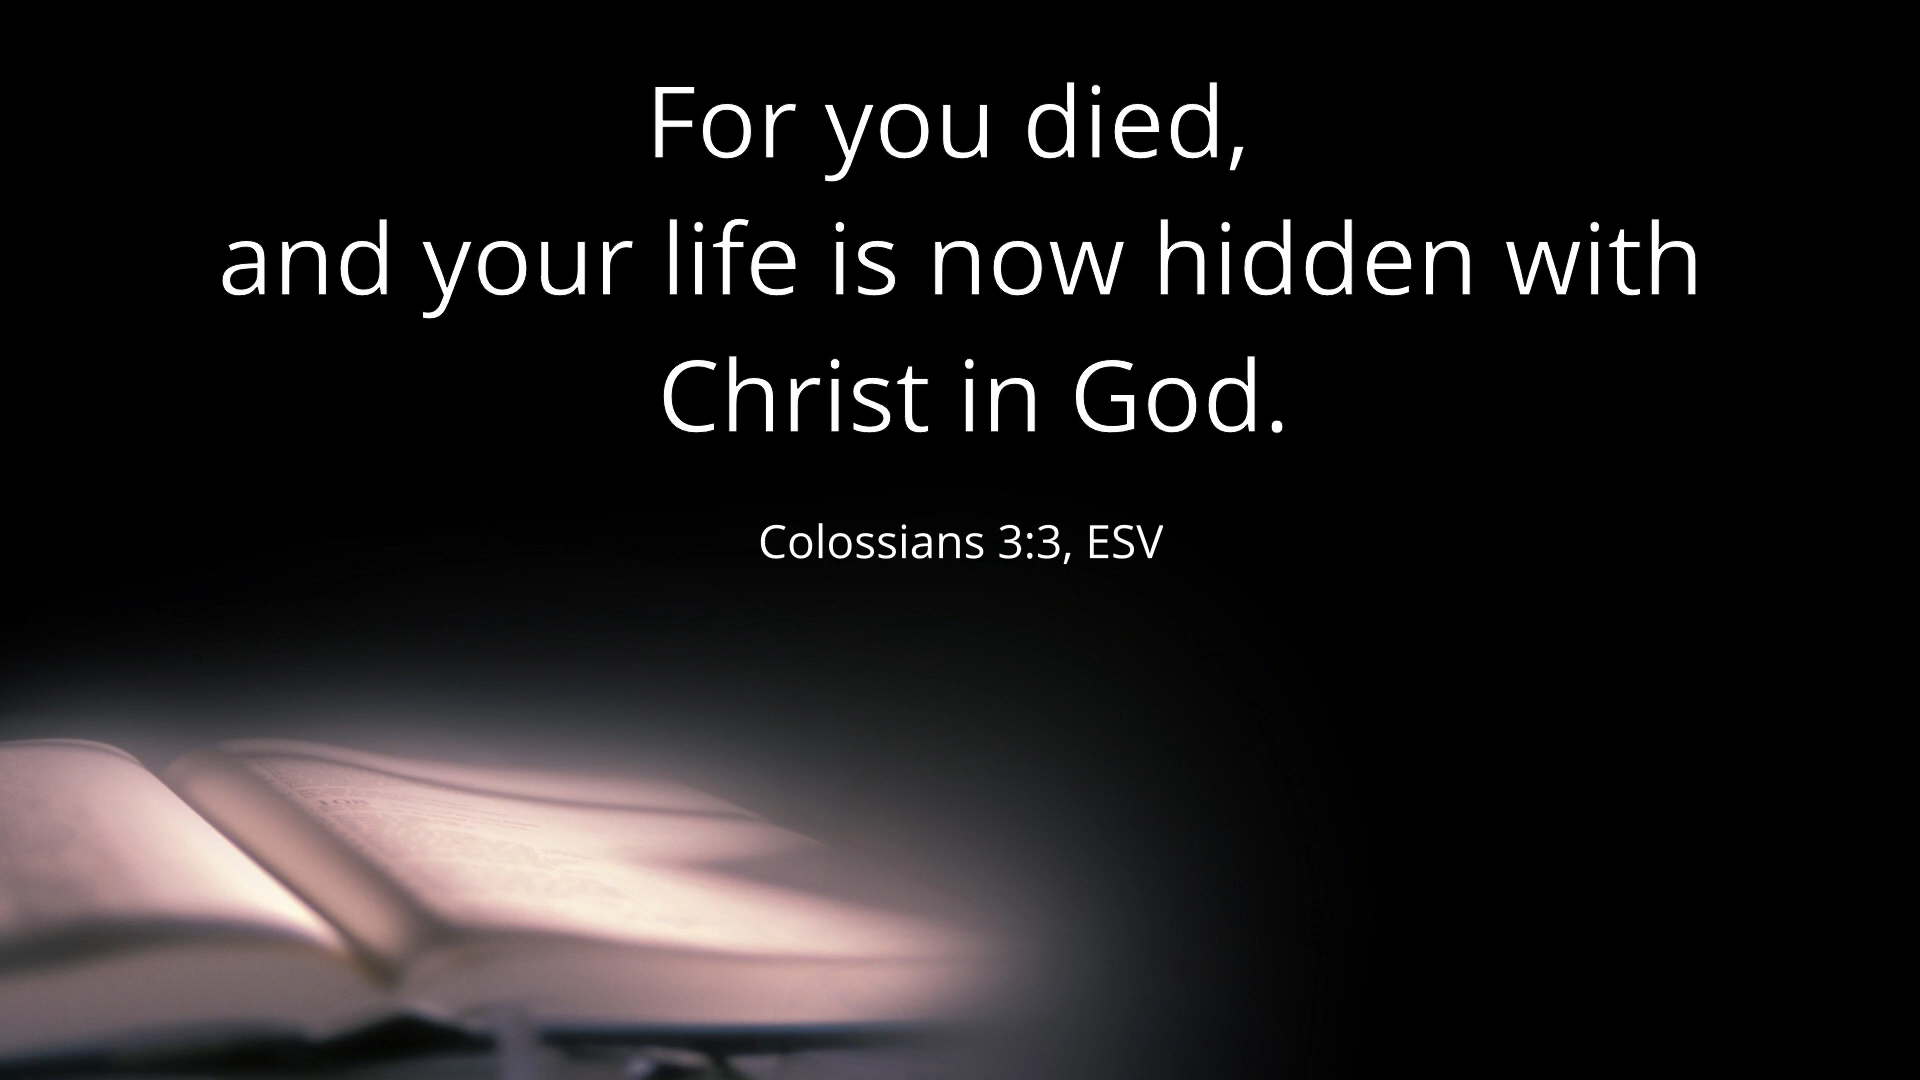 For you died,
and your life is now hidden with
Christ in God.
Colossians 3:3, ESV